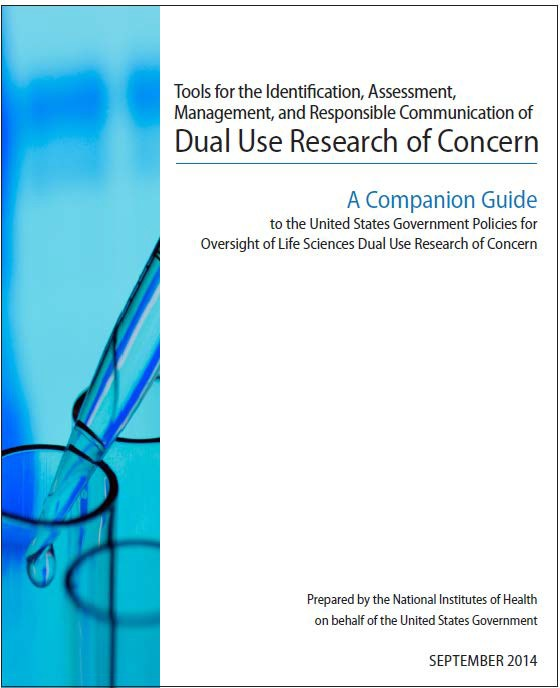 Tools for the Identification, Assessment,
Management, and Responsible Communication of
Dual Use Research of Concern
A Companion Guide
to the United States Government Policies for
Oversight of Life Sciences Dual Use Research of Concern
Prepared by the National Institutes of Health
on behalf of the United States Government
SEPTEMBER 2014